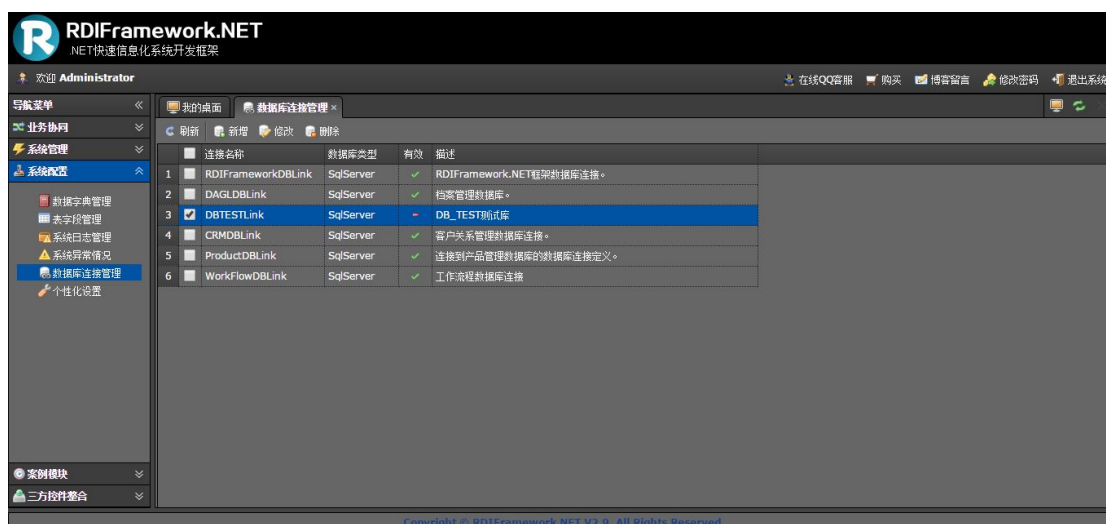 RDIFramework.NET
.NET快速信息化系统开发框架
欢迎 Administrator 在线QQ客服 购买 博客留言 修改密码 退出系统
导航菜单 我的桌面 数据库连接管理
业务协同 刷新 新增 修改 删除
系统管理 连接名称 数据库类型 有效 描述
系统配置 1 RDIFrameworkDBLink SqlServer RDIFramework.NET框架数据库连接。
数据字典管理 2 DAGLDBLink SqlServer 档案管理数据库。
表字段管理 3 DBTESTLink SqlServer DB_TEST测试库
系统日志管理 4 CRMDBLink SqlServer 客户关系管理数据库连接。
系统异常情况 5 ProductDBLink SqlServer 连接到产品管理数据库的数据库连接定义。
数据库连接管理 6 WorkFlowDBLink SqlServer 工作流程数据库连接
个性化设置
案例模块
三方控件整合
Copyright © RDIFramework.NET V2.9 All Rights Reserved